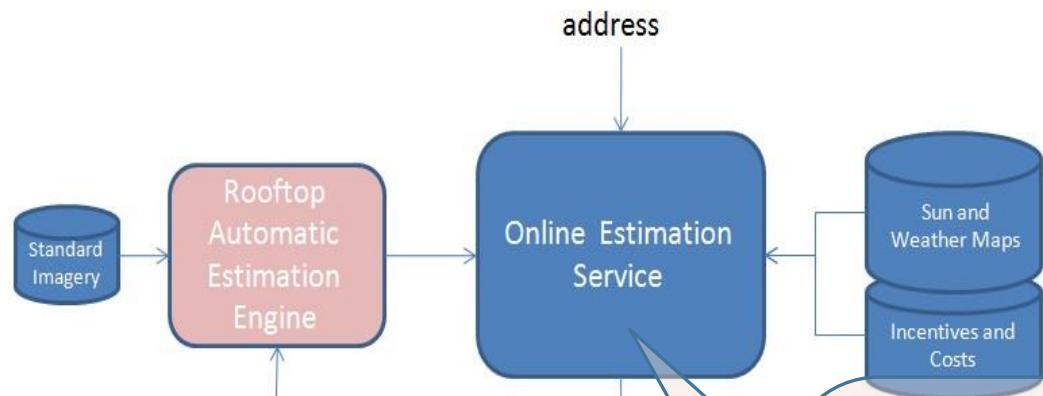 address
Rooftop
Automatic
Estimation
Engine
Standard
Imagery
Online Estimation
Service
Sun and
Weather Maps
Incentives and
Costs